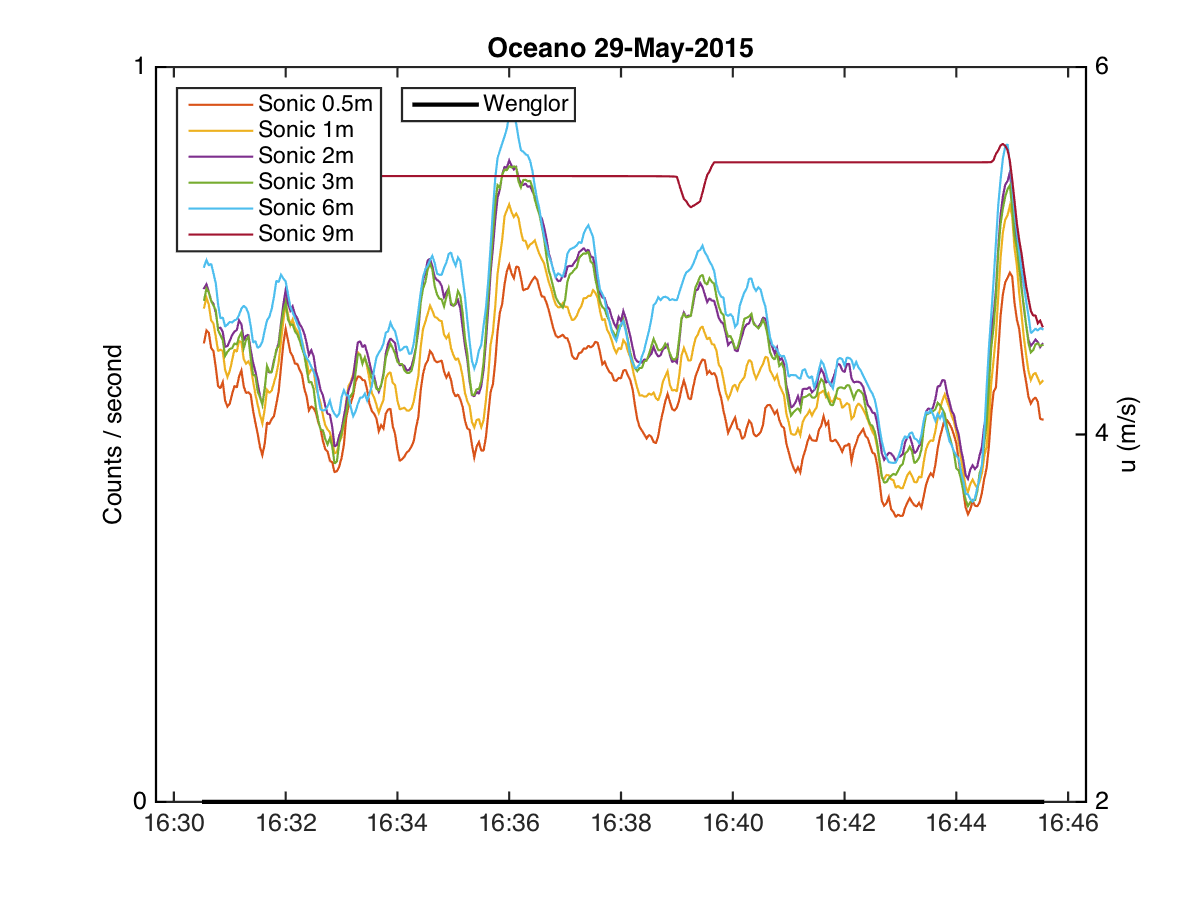 Oceano 29-May-2015
1
6
Sonic 0.5m
Sonic 1m
Sonic 2m
Sonic 3m
Sonic 6m
Sonic 9m
Wenglor
Counts / second
4
u (m/s)
0
2
16:30 16:32 16:34 16:36 16:38 16:40 16:42 16:44 16:46